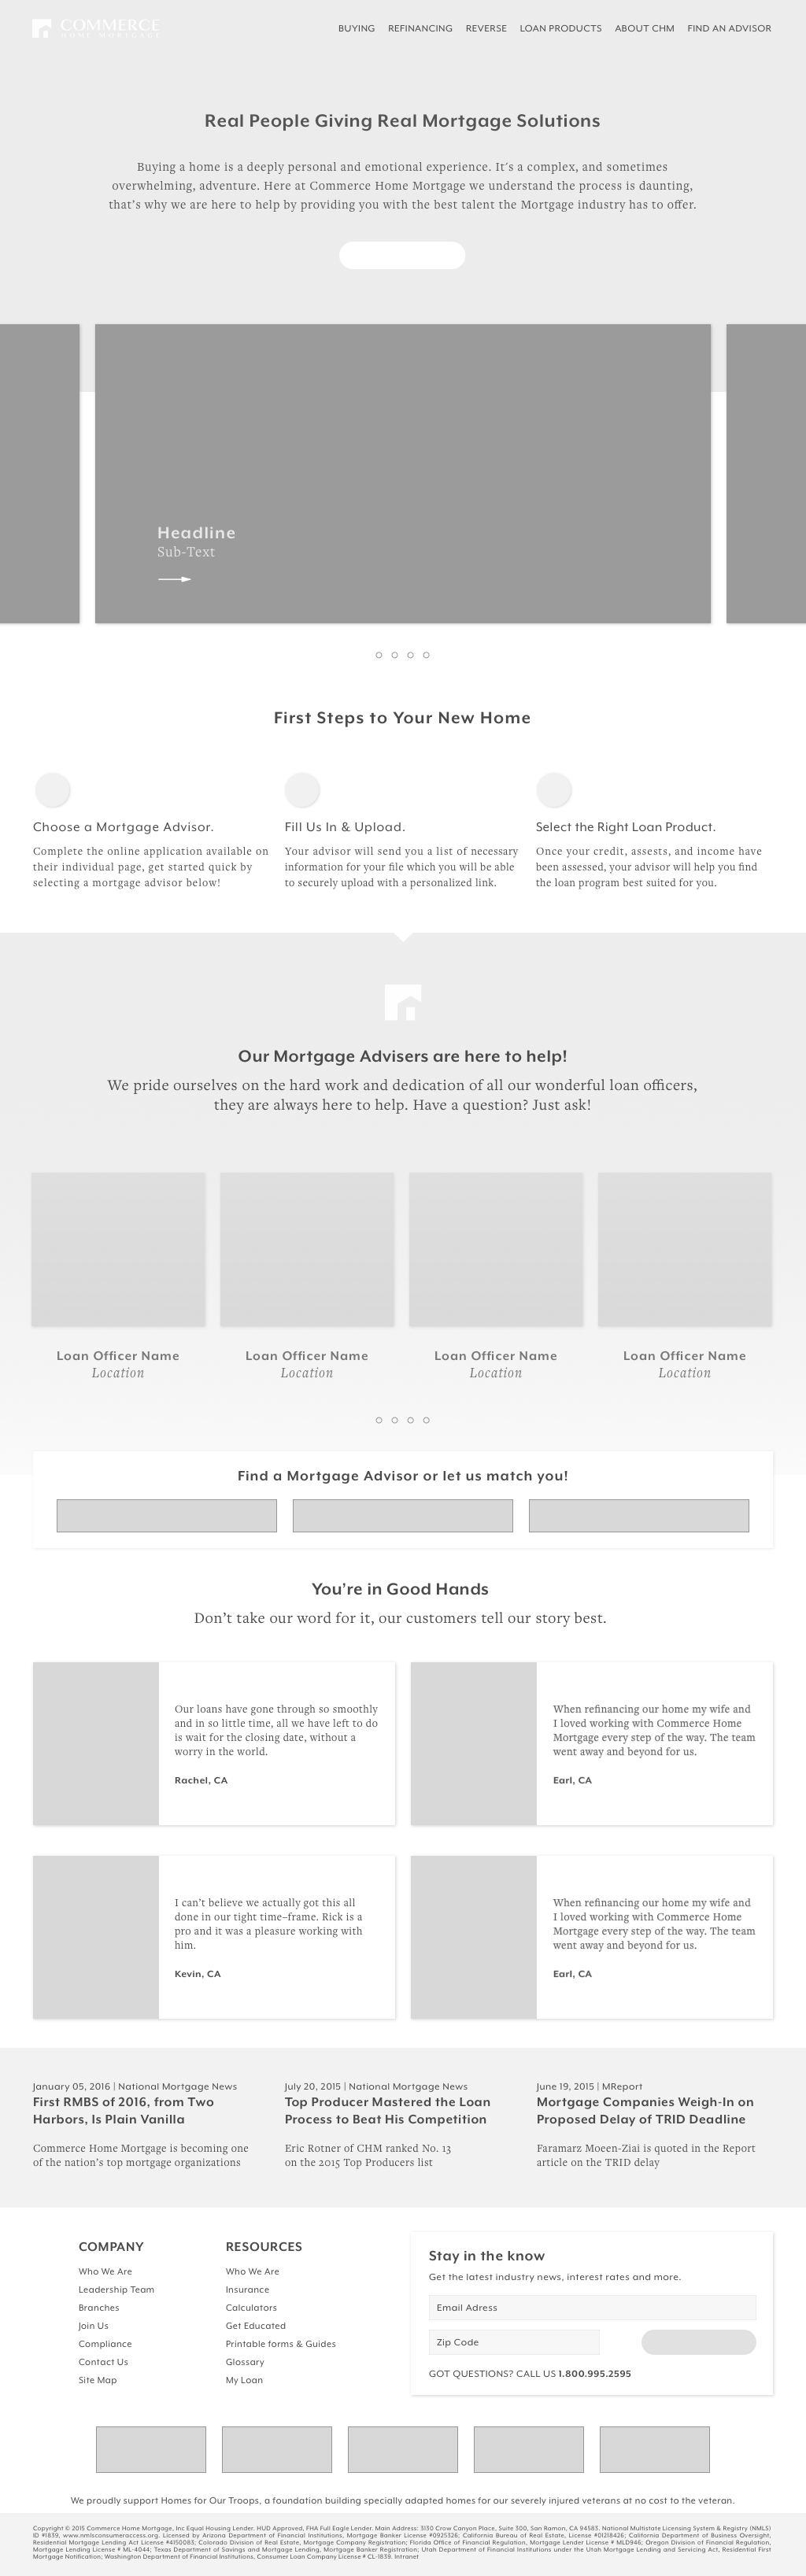 COMMERCE
HOME MORTGAGE
BUYING REFINANCING REVERSE LOAN PRODUCTS ABOUT CHM FIND AN ADVISOR
Real People Giving Real Mortgage Solutions
Buying a home is a deeply personal and emotional experience. It's a complex, and sometimes
overwhelming, adventure. Here at Commerce Home Mortgage we understand the process is daunting,
that's why we are here to help by providing you with the best talent the Mortgage industry has to offer.
Headline
Sub-Text
First Steps to Your New Home
Choose a Mortgage Advisor.
Complete the online application available on
their individual page, get started quick by
selecting a mortgage advisor below!
Fill Us In & Upload.
Your advisor will send you a list of necessary
information for your file which you will be able
to securely upload with a personalized link.
Select the Right Loan Product.
Once your credit, assests, and income have
been assessed, your advisor will help you find
the loan program best suited for you.
Our Mortgage Advisers are here to help!
We pride ourselves on the hard work and dedication of all our wonderful loan officers,
they are always here to help. Have a question? Just ask!
Loan Officer Name
Location
Loan Officer Name
Location
Loan Officer Name
Location
Loan Officer Name
Location
Find a Mortgage Advisor or let us match you!
You're in Good Hands
Don't take our word for it, our customers tell our story best.
Our loans have gone through so smoothly
and in so little time, all we have left to do
is wait for the closing date, without a
worry in the world.
Rachel, CA
When refinancing our home my wife and
I loved working with Commerce Home
Mortgage every step of the way. The team
went away and beyond for us.
Earl, CA
I can't believe we actually got this all
done in our tight time–frame. Rick is a
pro and it was a pleasure working with
him.
Kevin, CA
When refinancing our home my wife and
I loved working with Commerce Home
Mortgage every step of the way. The team
went away and beyond for us.
Earl, CA
January 05, 2016 | National Mortgage News
First RMBS of 2016, from Two
Harbors, Is Plain Vanilla
Commerce Home Mortgage is becoming one
of the nation's top mortgage organizations
July 20, 2015 | National Mortgage News
Top Producer Mastered the Loan
Process to Beat His Competition
Eric Rotner of CHM ranked No. 13
on the 2015 Top Producers list
June 19, 2015 | MReport
Mortgage Companies Weigh-In on
Proposed Delay of TRID Deadline
Faramarz Moeen-Ziai is quoted in the Report
article on the TRID delay
COMPANY
Who We Are
Leadership Team
Branches
Join Us
Compliance
Contact Us
Site Map
RESOURCES
Who We Are
Insurance
Calculators
Get Educated
Printable forms & Guides
Glossary
My Loan
Stay in the know
Get the latest industry news, interest rates and more.
Email Adress
Zip Code
GOT QUESTIONS? CALL US 1.800.995.2595
We proudly support Homes for Our Troops, a foundation building specially adapted homes for our severely injured veterans at no cost to the veteran.
Copyright © 2015 Commerce Home Mortgage, Inc Equal Housing Lender. HUD Approved, FHA Full Eagle Lender. Main Address: 3130 Crow Canyon Place, Suite 300, San Ramon, CA 94583. National Multistate Licensing System & Registry (NMLS)
ID #1839, www.nmlsconsumeraccess.org. Licensed by Arizona Department of Financial Institutions, Mortgage Banker License #0925326; California Bureau of Real Estate, License #01218426; California Department of Business Oversight,
Residential Mortgage Lending Act License #4150083; Colorado Division of Real Estate, Mortgage Company Registration; Florida Office of Financial Regulation, Mortgage Lender License # MLD946; Oregon Division of Financial Regulation,
Mortgage Lending License # ML-4044; Texas Department of Savings and Mortgage Lending, Mortgage Banker Registration; Utah Department of Financial Institutions under the Utah Mortgage Lending and Servicing Act, Residential First
Mortgage Notification; Washington Department of Financial Institutions, Consumer Loan Company License # CL-1839. Intranet